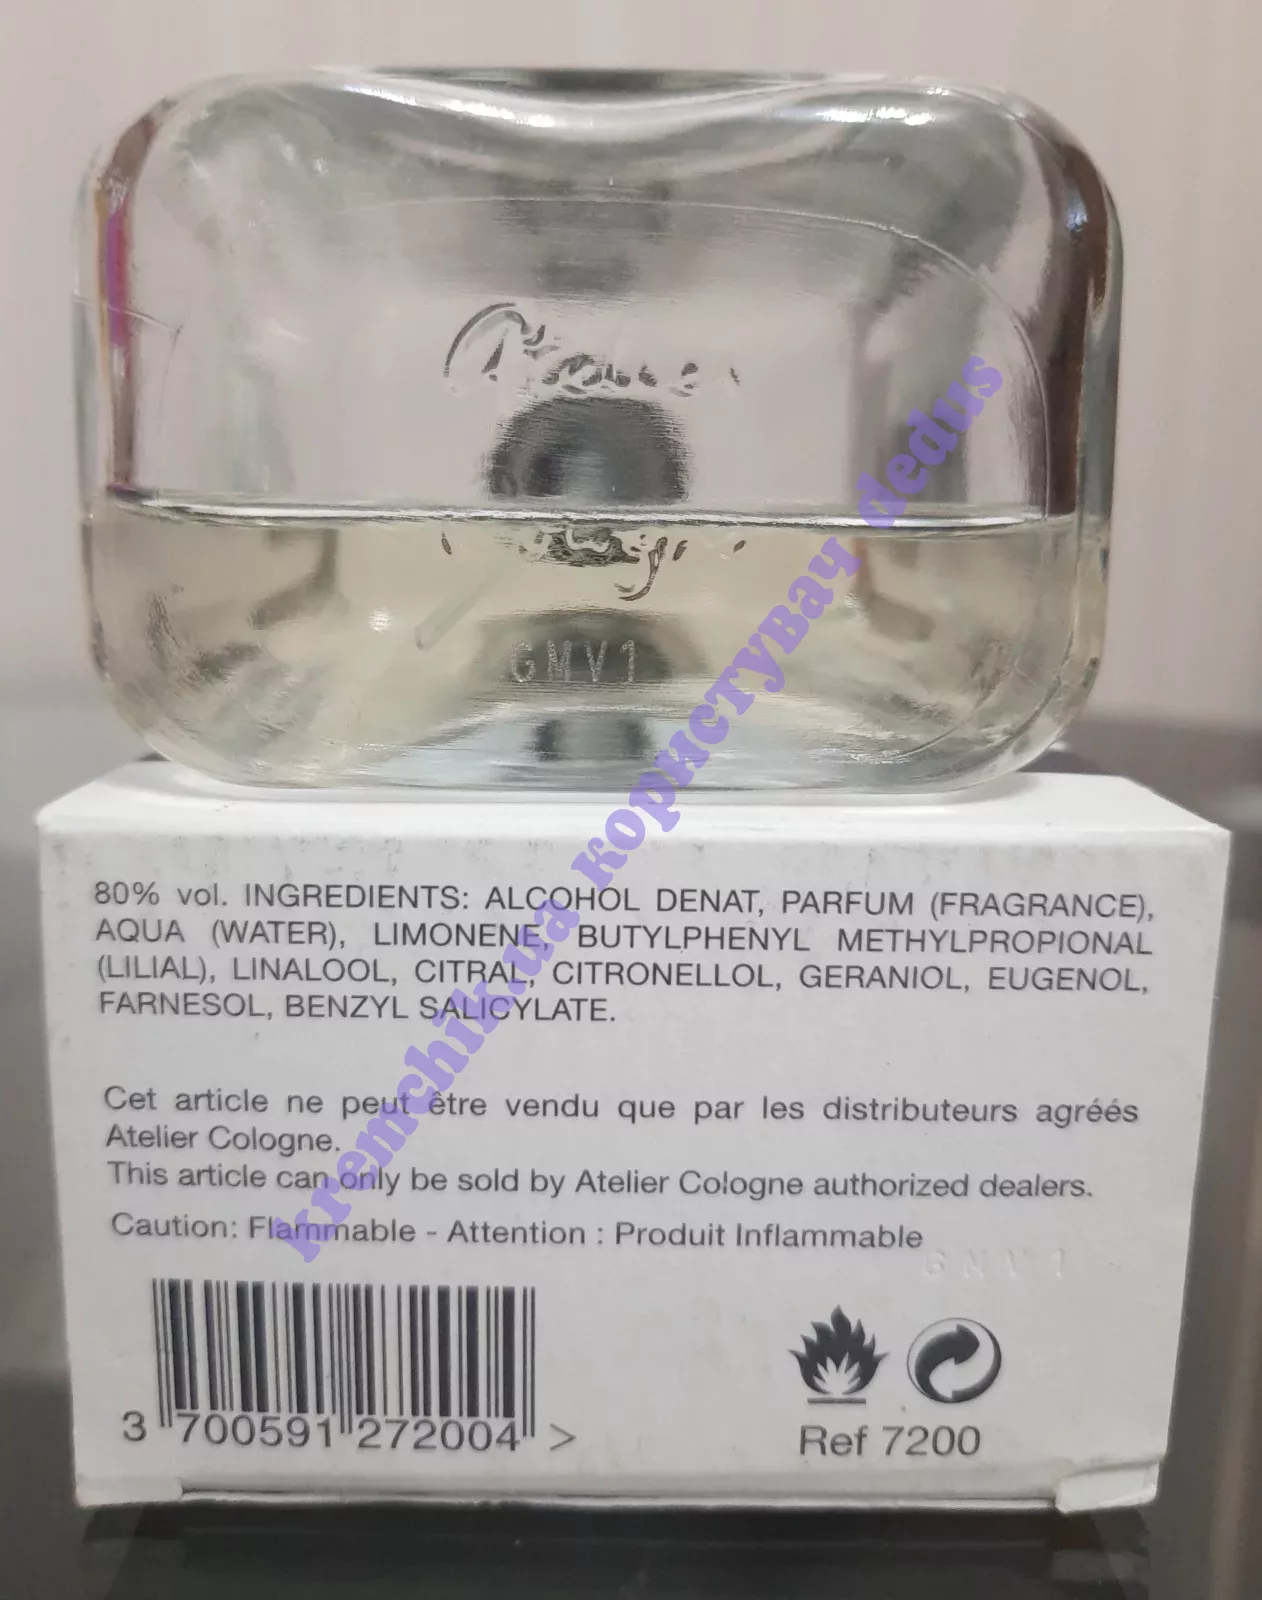 GMV1
80% vol. INGREDIENTS: ALCOHOL DENAT, PARFUM (FRAGRANCE),
AQUA (WATER), LIMONENE, BUTYLPHENYL METHYLPROPIONAL
(LILIAL), LINALOOL, CITRAL, CITRONELLOL, GERANIOL, EUGENOL,
FARNESOL, BENZYL SALICYLATE.
Cet article ne peut être vendu que par les distributeurs agréés
Atelier Cologne.
This article can only be sold by Atelier Cologne authorized dealers.
Caution: Flammable - Attention : Produit Inflammable
GMV1
3 700591 272004 >
Ref 7200
kremchik.ua користувач dedus